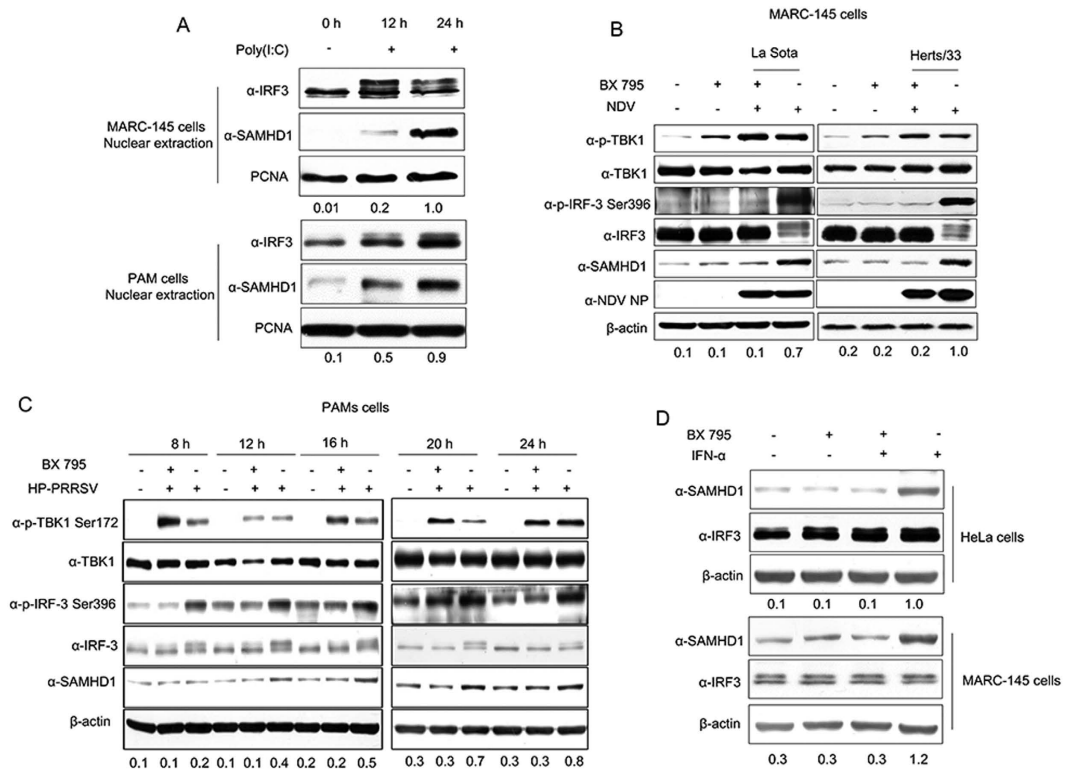 A
0 h 12 h 24 h
Poly(I:C) - + +
α-IRF3
α-SAMHD1
PCNA
MARC-145 cells
Nuclear extraction
0.01 0.2 1.0
α-IRF3
α-SAMHD1
PCNA
PAM cells
Nuclear extraction
0.1 0.5 0.9
B
MARC-145 cells
La Sota Herts/33
BX 795 - + + - - + + -
NDV - - + + - - + +
α-p-TBK1
α-TBK1
α-p-IRF-3 Ser396
α-IRF3
α-SAMHD1
α-NDV NP
β-actin
0.1 0.1 0.1 0.7 0.2 0.2 0.2 1.0
C
PAMs cells
8 h 12 h 16 h 20 h 24 h
BX 795 - + - - + - - + - - + - - + -
HP-PRRSV - + + - + + - + + - + + - + +
α-p-TBK1 Ser172
α-TBK1
α-p-IRF-3 Ser396
α-IRF-3
α-SAMHD1
β-actin
0.1 0.1 0.2 0.1 0.1 0.4 0.2 0.2 0.5 0.3 0.3 0.7 0.3 0.3 0.8
D
BX 795 - + + -
IFN-α - - + +
α-SAMHD1
α-IRF3
β-actin
HeLa cells
0.1 0.1 0.1 1.0
α-SAMHD1
α-IRF3
β-actin
MARC-145 cells
0.3 0.3 0.3 1.2